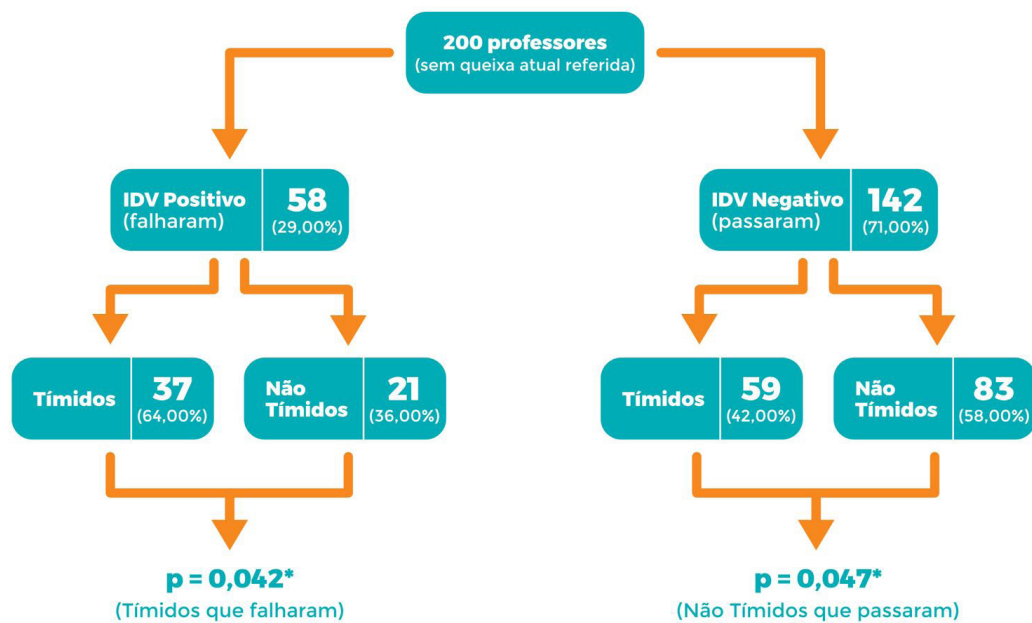 200 professores
(sem queixa atual referida)
IDV Positivo
(falharam)
58
(29,00%)
IDV Negativo
(passaram)
142
(71,00%)
Tímidos
37
(64,00%)
Não
Tímidos
21
(36,00%)
Tímidos
59
(42,00%)
Não
Tímidos
83
(58,00%)
p = 0,042*
(Tímidos que falharam)
p = 0,047*
(Não Tímidos que passaram)